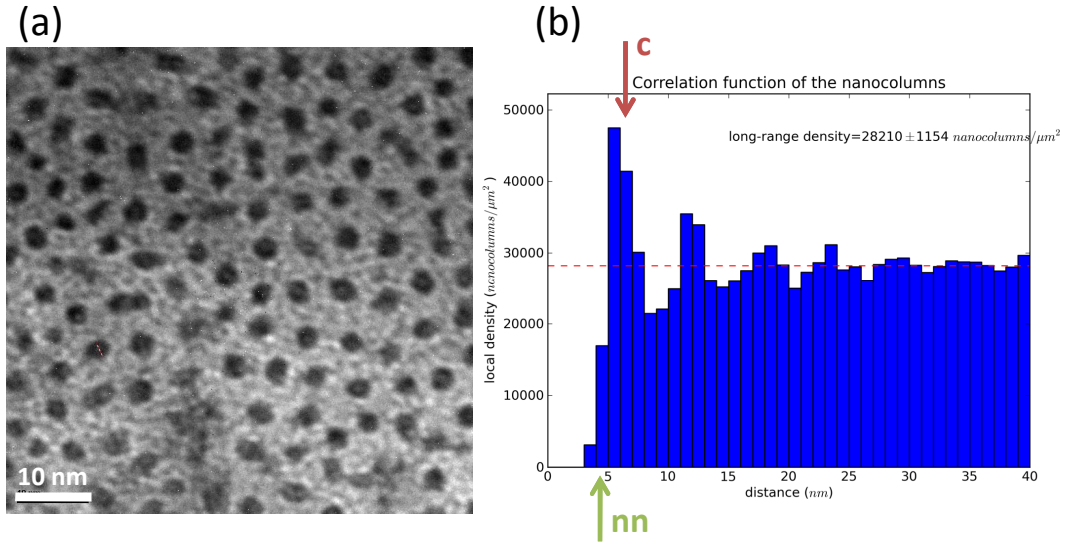 (a)
(b)
10 nm
c
Correlation function of the nanocolumns
long-range density=28210±1154 nanocolumns/μm²
local density (nanocolumns/μm²)
50000
40000
30000
20000
10000
0
0 5 10 15 20 25 30 35 40
distance (nm)
nn